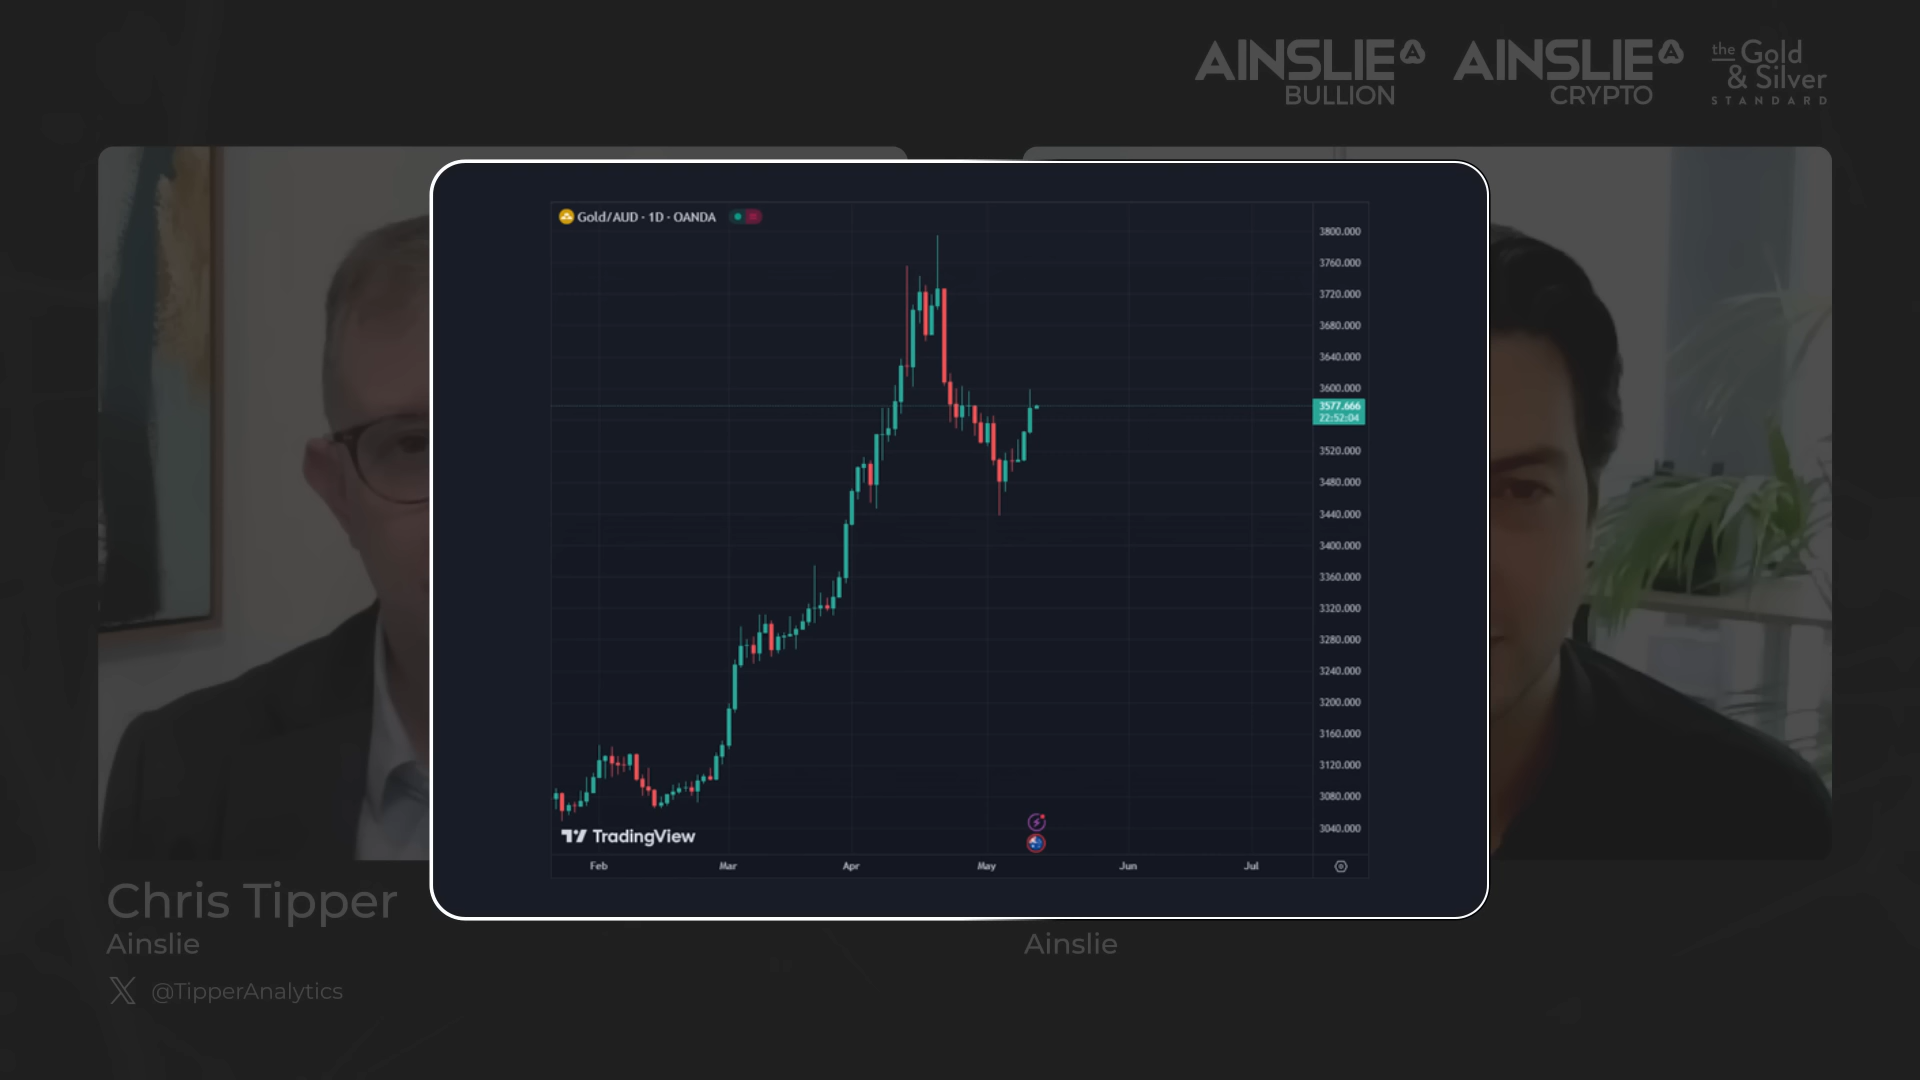 AINSLIE
BULLION
AINSLIE
CRYPTO
the Gold
& Silver
STANDARD
Gold/AUD · 1D · OANDA
3800.000
3760.000
3720.000
3680.000
3640.000
3600.000
3577.666
22:52:04
3520.000
3480.000
3440.000
3400.000
3360.000
3320.000
3280.000
3240.000
3200.000
3160.000
3120.000
3080.000
3040.000
TradingView
Feb Mar Apr May Jun Jul
Chris Tipper
Ainslie
@TipperAnalytics
Ainslie